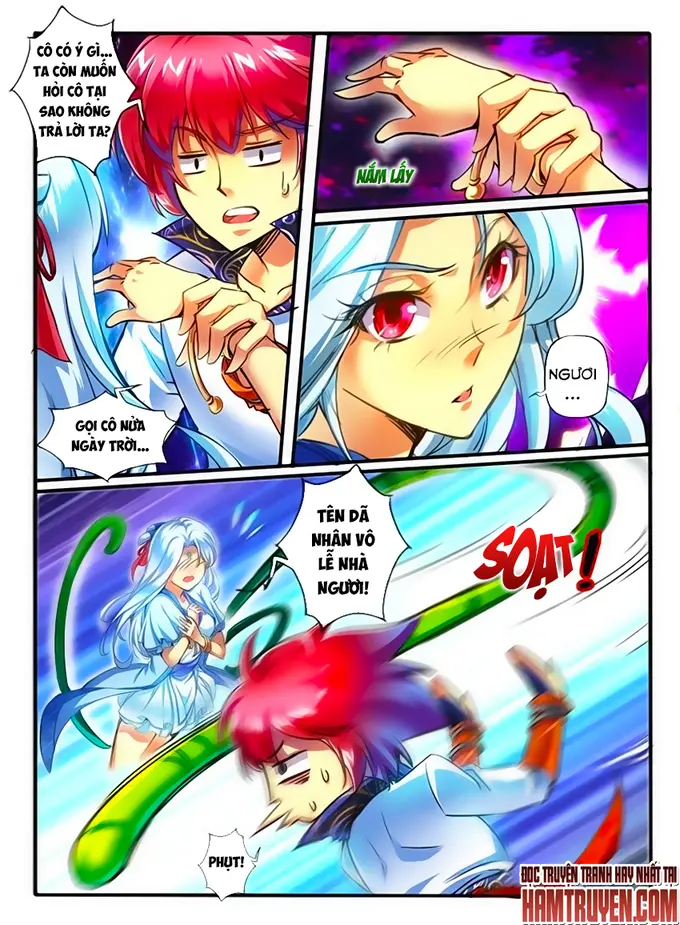 CÔ CÓ Ý GÌ...
TA CÒN MUỐN
HỎI CÔ TẠI
SAO KHÔNG
TRẢ LỜI TA?
NẮM LẤY
GỌI CÔ NỬA
NGÀY TRỜI...
NGƯƠI
...
TÊN DÃ
NHÂN VÔ
LỄ NHÀ
NGƯƠI!
SOẠT!
PHỤT!
ĐỌC TRUYỆN TRANH HAY NHẤT TẠI
HAMTRUYEN.COM